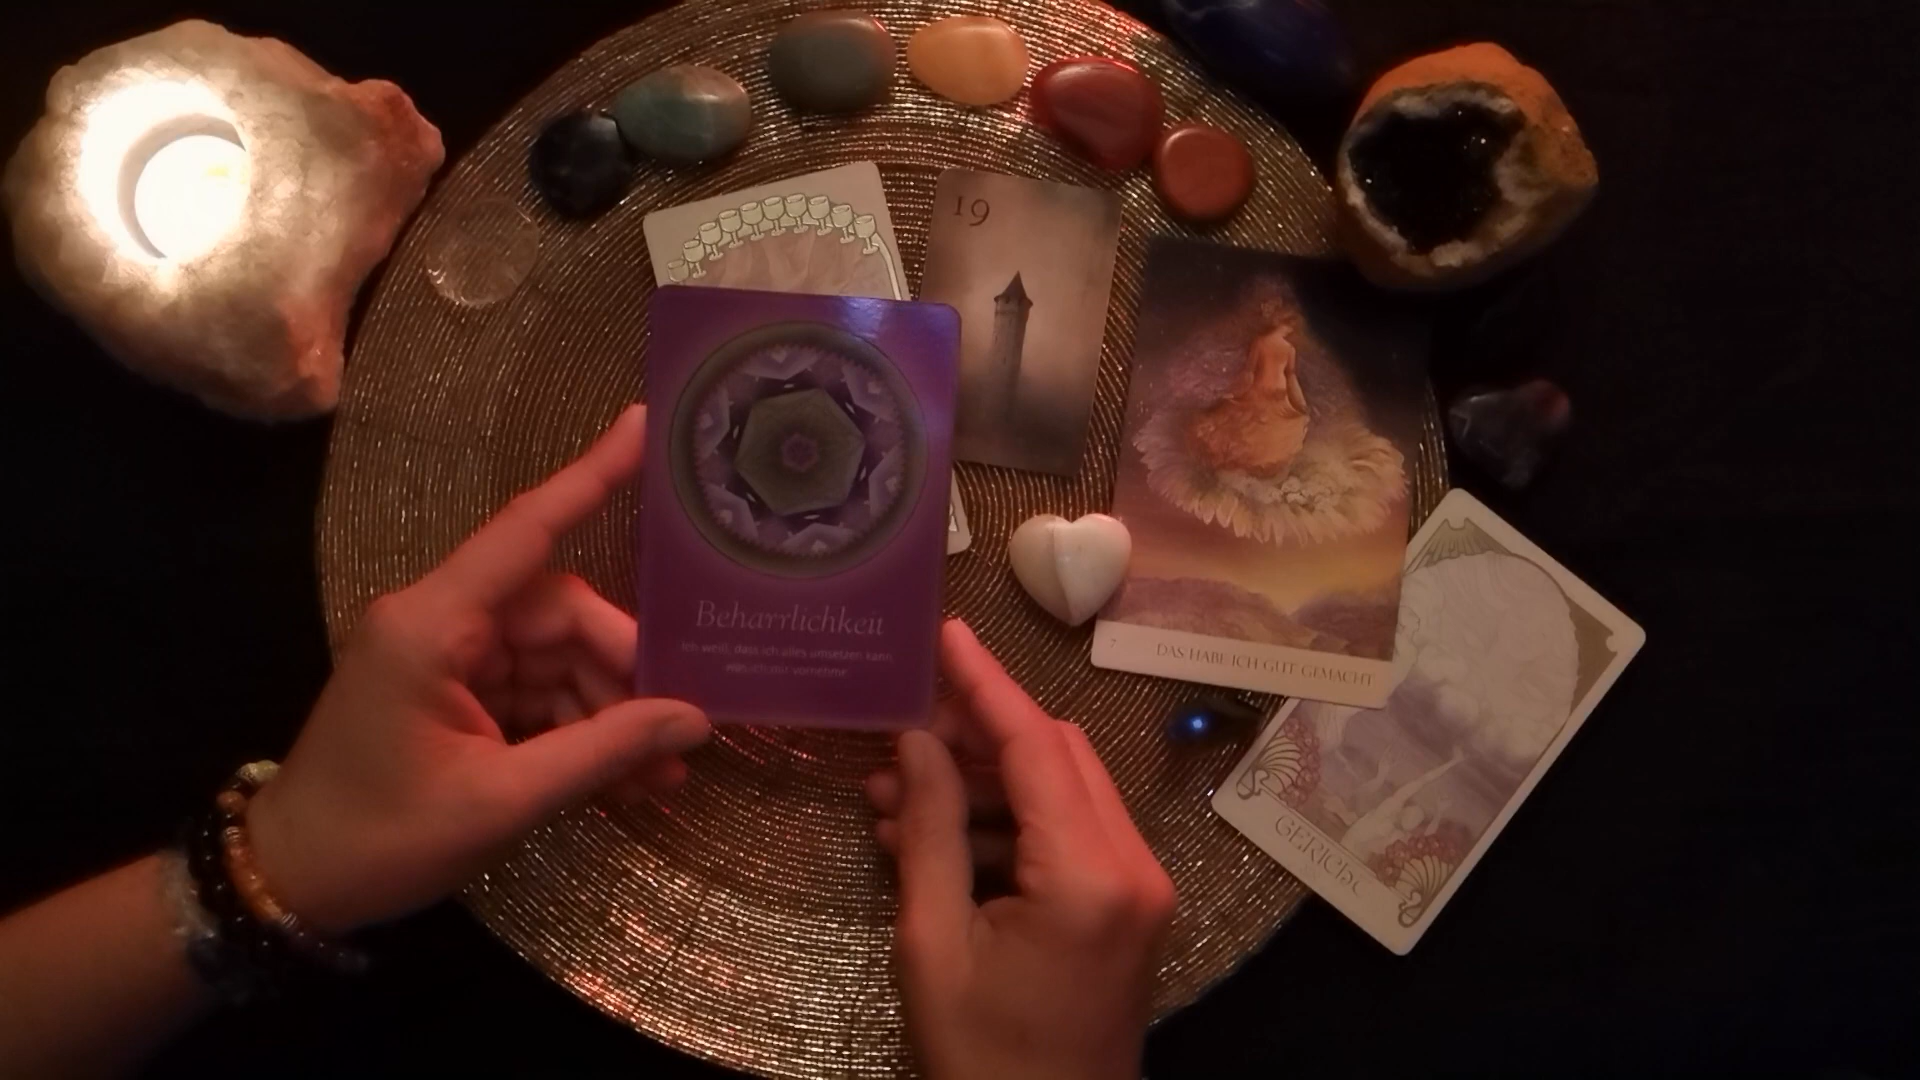 19
Beharrlichkeit
Ich weiß, dass ich alles umsetzen kann,
was ich mir vornehme.
7
DAS HABE ICH GUT GEMACHT
GERICHT